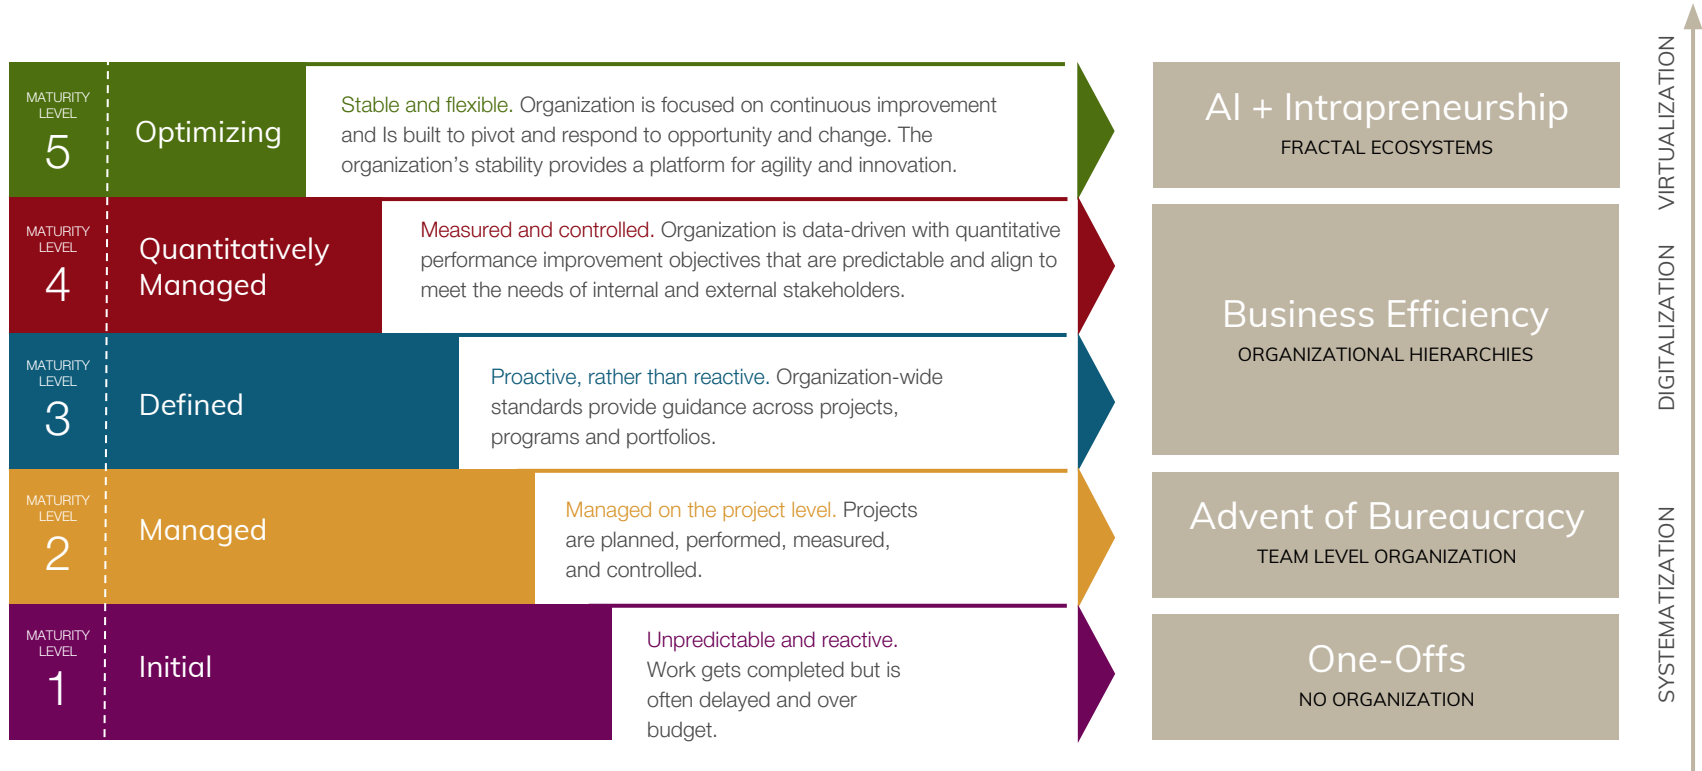 MATURITY
LEVEL
5
Optimizing
Stable and flexible. Organization is focused on continuous improvement
and Is built to pivot and respond to opportunity and change. The
organization’s stability provides a platform for agility and innovation.
AI + Intrapreneurship
FRACTAL ECOSYSTEMS
MATURITY
LEVEL
4
Quantitatively
Managed
Measured and controlled. Organization is data-driven with quantitative
performance improvement objectives that are predictable and align to
meet the needs of internal and external stakeholders.
Business Efficiency
ORGANIZATIONAL HIERARCHIES
MATURITY
LEVEL
3
Defined
Proactive, rather than reactive. Organization-wide
standards provide guidance across projects,
programs and portfolios.
MATURITY
LEVEL
2
Managed
Managed on the project level. Projects
are planned, performed, measured,
and controlled.
Advent of Bureaucracy
TEAM LEVEL ORGANIZATION
MATURITY
LEVEL
1
Initial
Unpredictable and reactive.
Work gets completed but is
often delayed and over
budget.
One-Offs
NO ORGANIZATION
VIRTUALIZATION
DIGITALIZATION
SYSTEMATIZATION